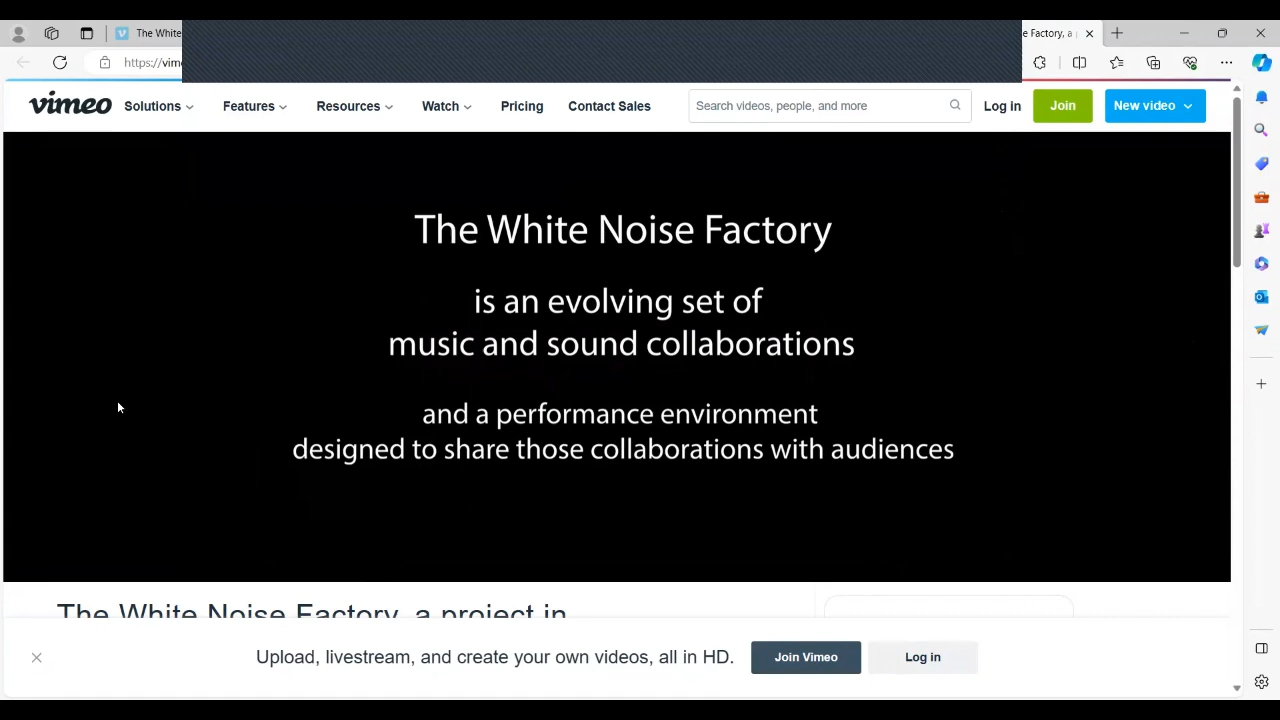 The White
e Factory, a
https://vim
vimeo Solutions Features Resources Watch Pricing Contact Sales Search videos, people, and more Log in Join New video
The White Noise Factory
is an evolving set of
music and sound collaborations
and a performance environment
designed to share those collaborations with audiences
The White Noise Factory, a project in
Upload, livestream, and create your own videos, all in HD. Join Vimeo Log in